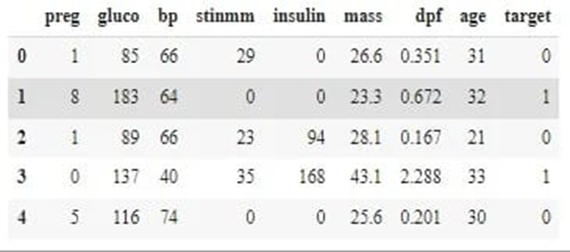 preg gluco bp stinmm insulin mass dpf age target
0 1 85 66 29 0 26.6 0.351 31 0
1 8 183 64 0 0 23.3 0.672 32 1
2 1 89 66 23 94 28.1 0.167 21 0
3 0 137 40 35 168 43.1 2.288 33 1
4 5 116 74 0 0 25.6 0.201 30 0